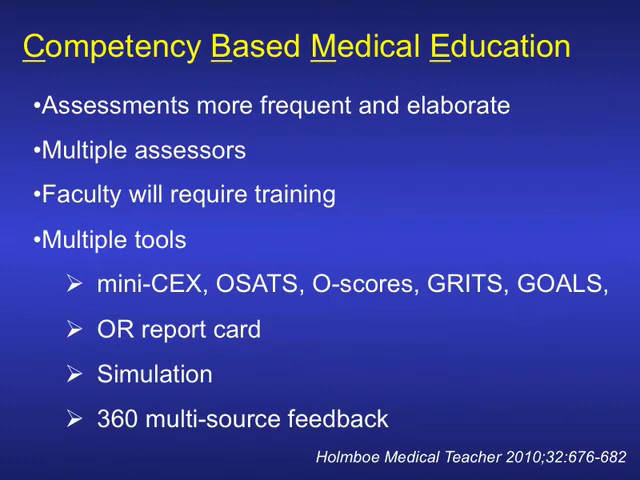 Competency Based Medical Education
•Assessments more frequent and elaborate
•Multiple assessors
•Faculty will require training
•Multiple tools
➢ mini-CEX, OSATS, O-scores, GRITS, GOALS,
➢ OR report card
➢ Simulation
➢ 360 multi-source feedback
Holmboe Medical Teacher 2010;32:676-682